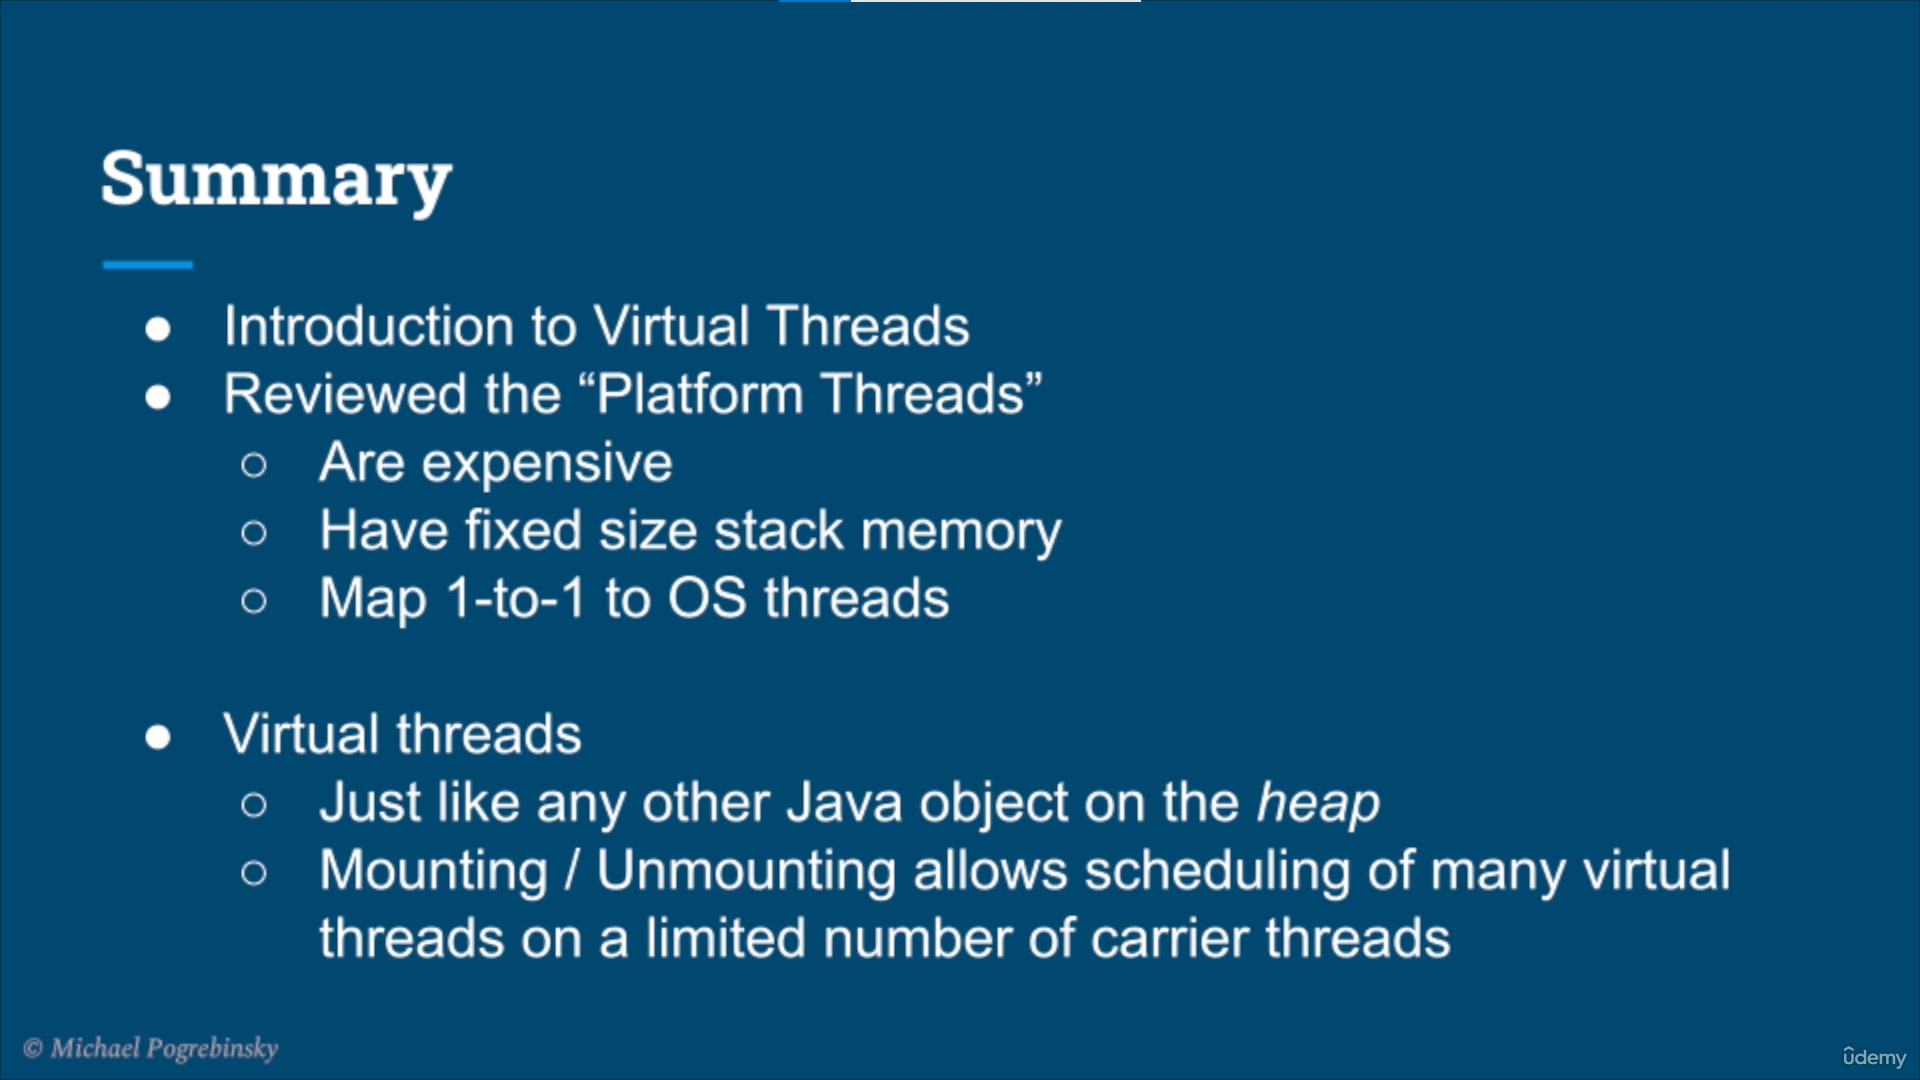 Summary
● Introduction to Virtual Threads
● Reviewed the “Platform Threads”
○ Are expensive
○ Have fixed size stack memory
○ Map 1-to-1 to OS threads
● Virtual threads
○ Just like any other Java object on the heap
○ Mounting / Unmounting allows scheduling of many virtual
threads on a limited number of carrier threads
© Michael Pogrebinsky
ûdemy